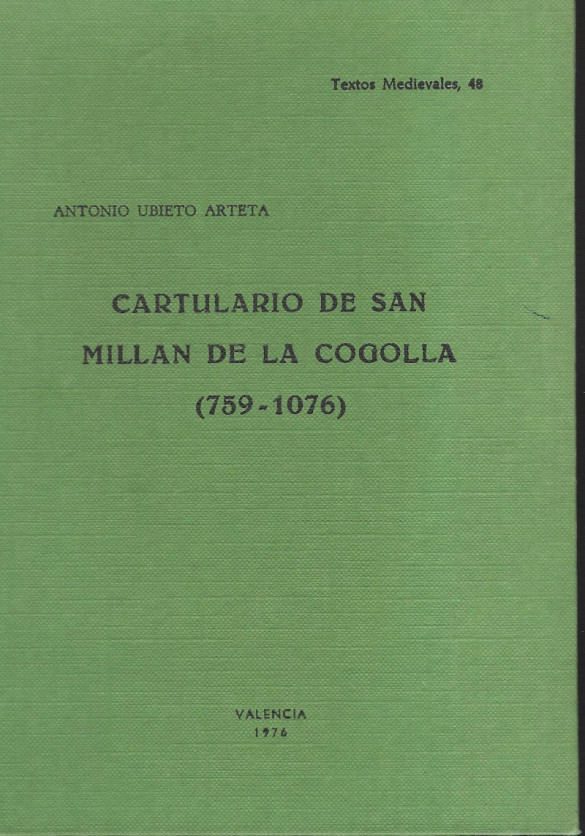 Textos Medievales, 48
ANTONIO UBIETO ARTETA
CARTULARIO DE SAN
MILLAN DE LA COGOLLA
(759-1076)
VALENCIA
1976